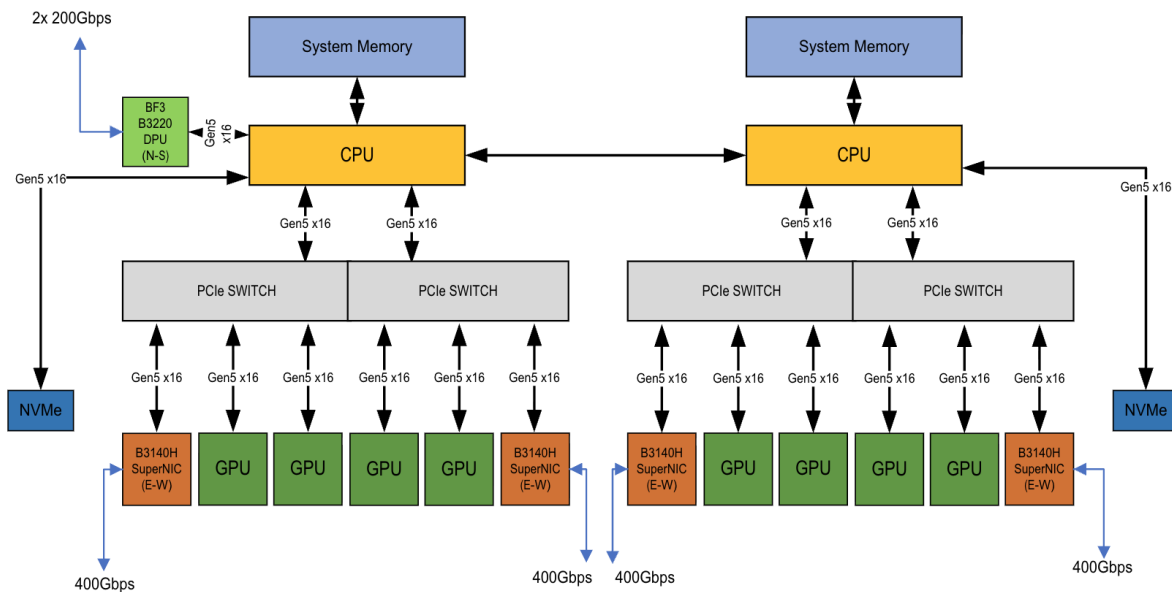 2x 200Gbps
System Memory
System Memory
BF3
B3220
DPU
(N-S)
Gen5
x16
CPU
CPU
Gen5 x16
Gen5 x16
Gen5 x16
Gen5 x16
Gen5 x16
Gen5 x16
PCIe SWITCH
PCIe SWITCH
PCIe SWITCH
PCIe SWITCH
Gen5 x16
Gen5 x16
Gen5 x16
Gen5 x16
Gen5 x16
Gen5 x16
Gen5 x16
Gen5 x16
Gen5 x16
Gen5 x16
Gen5 x16
Gen5 x16
NVMe
NVMe
B3140H
SuperNIC
(E-W)
GPU
GPU
GPU
GPU
B3140H
SuperNIC
(E-W)
B3140H
SuperNIC
(E-W)
GPU
GPU
GPU
GPU
B3140H
SuperNIC
(E-W)
400Gbps
400Gbps
400Gbps
400Gbps